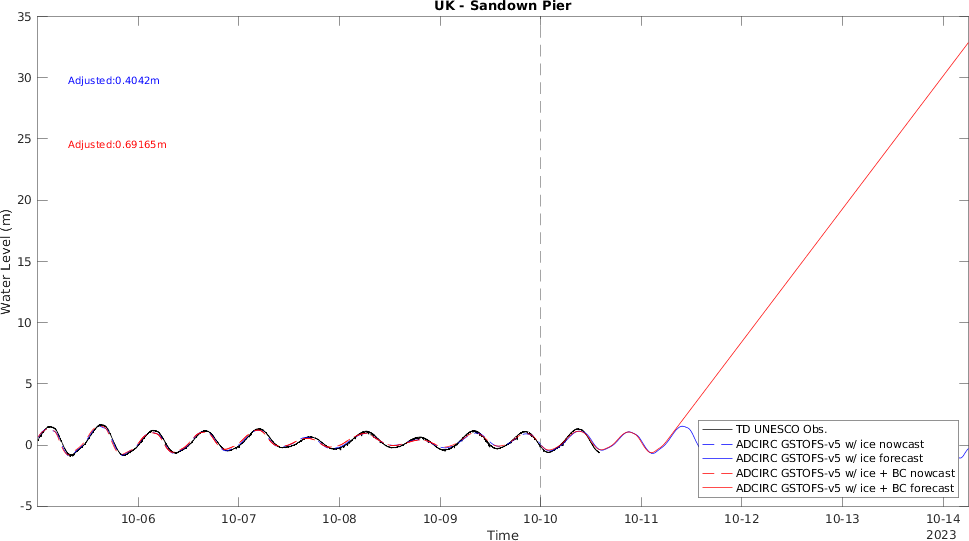 UK - Sandown Pier
35
30
25
20
15
10
5
0
-5
Water Level (m)
Adjusted:0.4042m
Adjusted:0.69165m
TD UNESCO Obs.
ADCIRC GSTOFS-v5 w/ ice nowcast
ADCIRC GSTOFS-v5 w/ ice forecast
ADCIRC GSTOFS-v5 w/ ice + BC nowcast
ADCIRC GSTOFS-v5 w/ ice + BC forecast
10-06 10-07 10-08 10-09 10-10 10-11 10-12 10-13 10-14
2023
Time